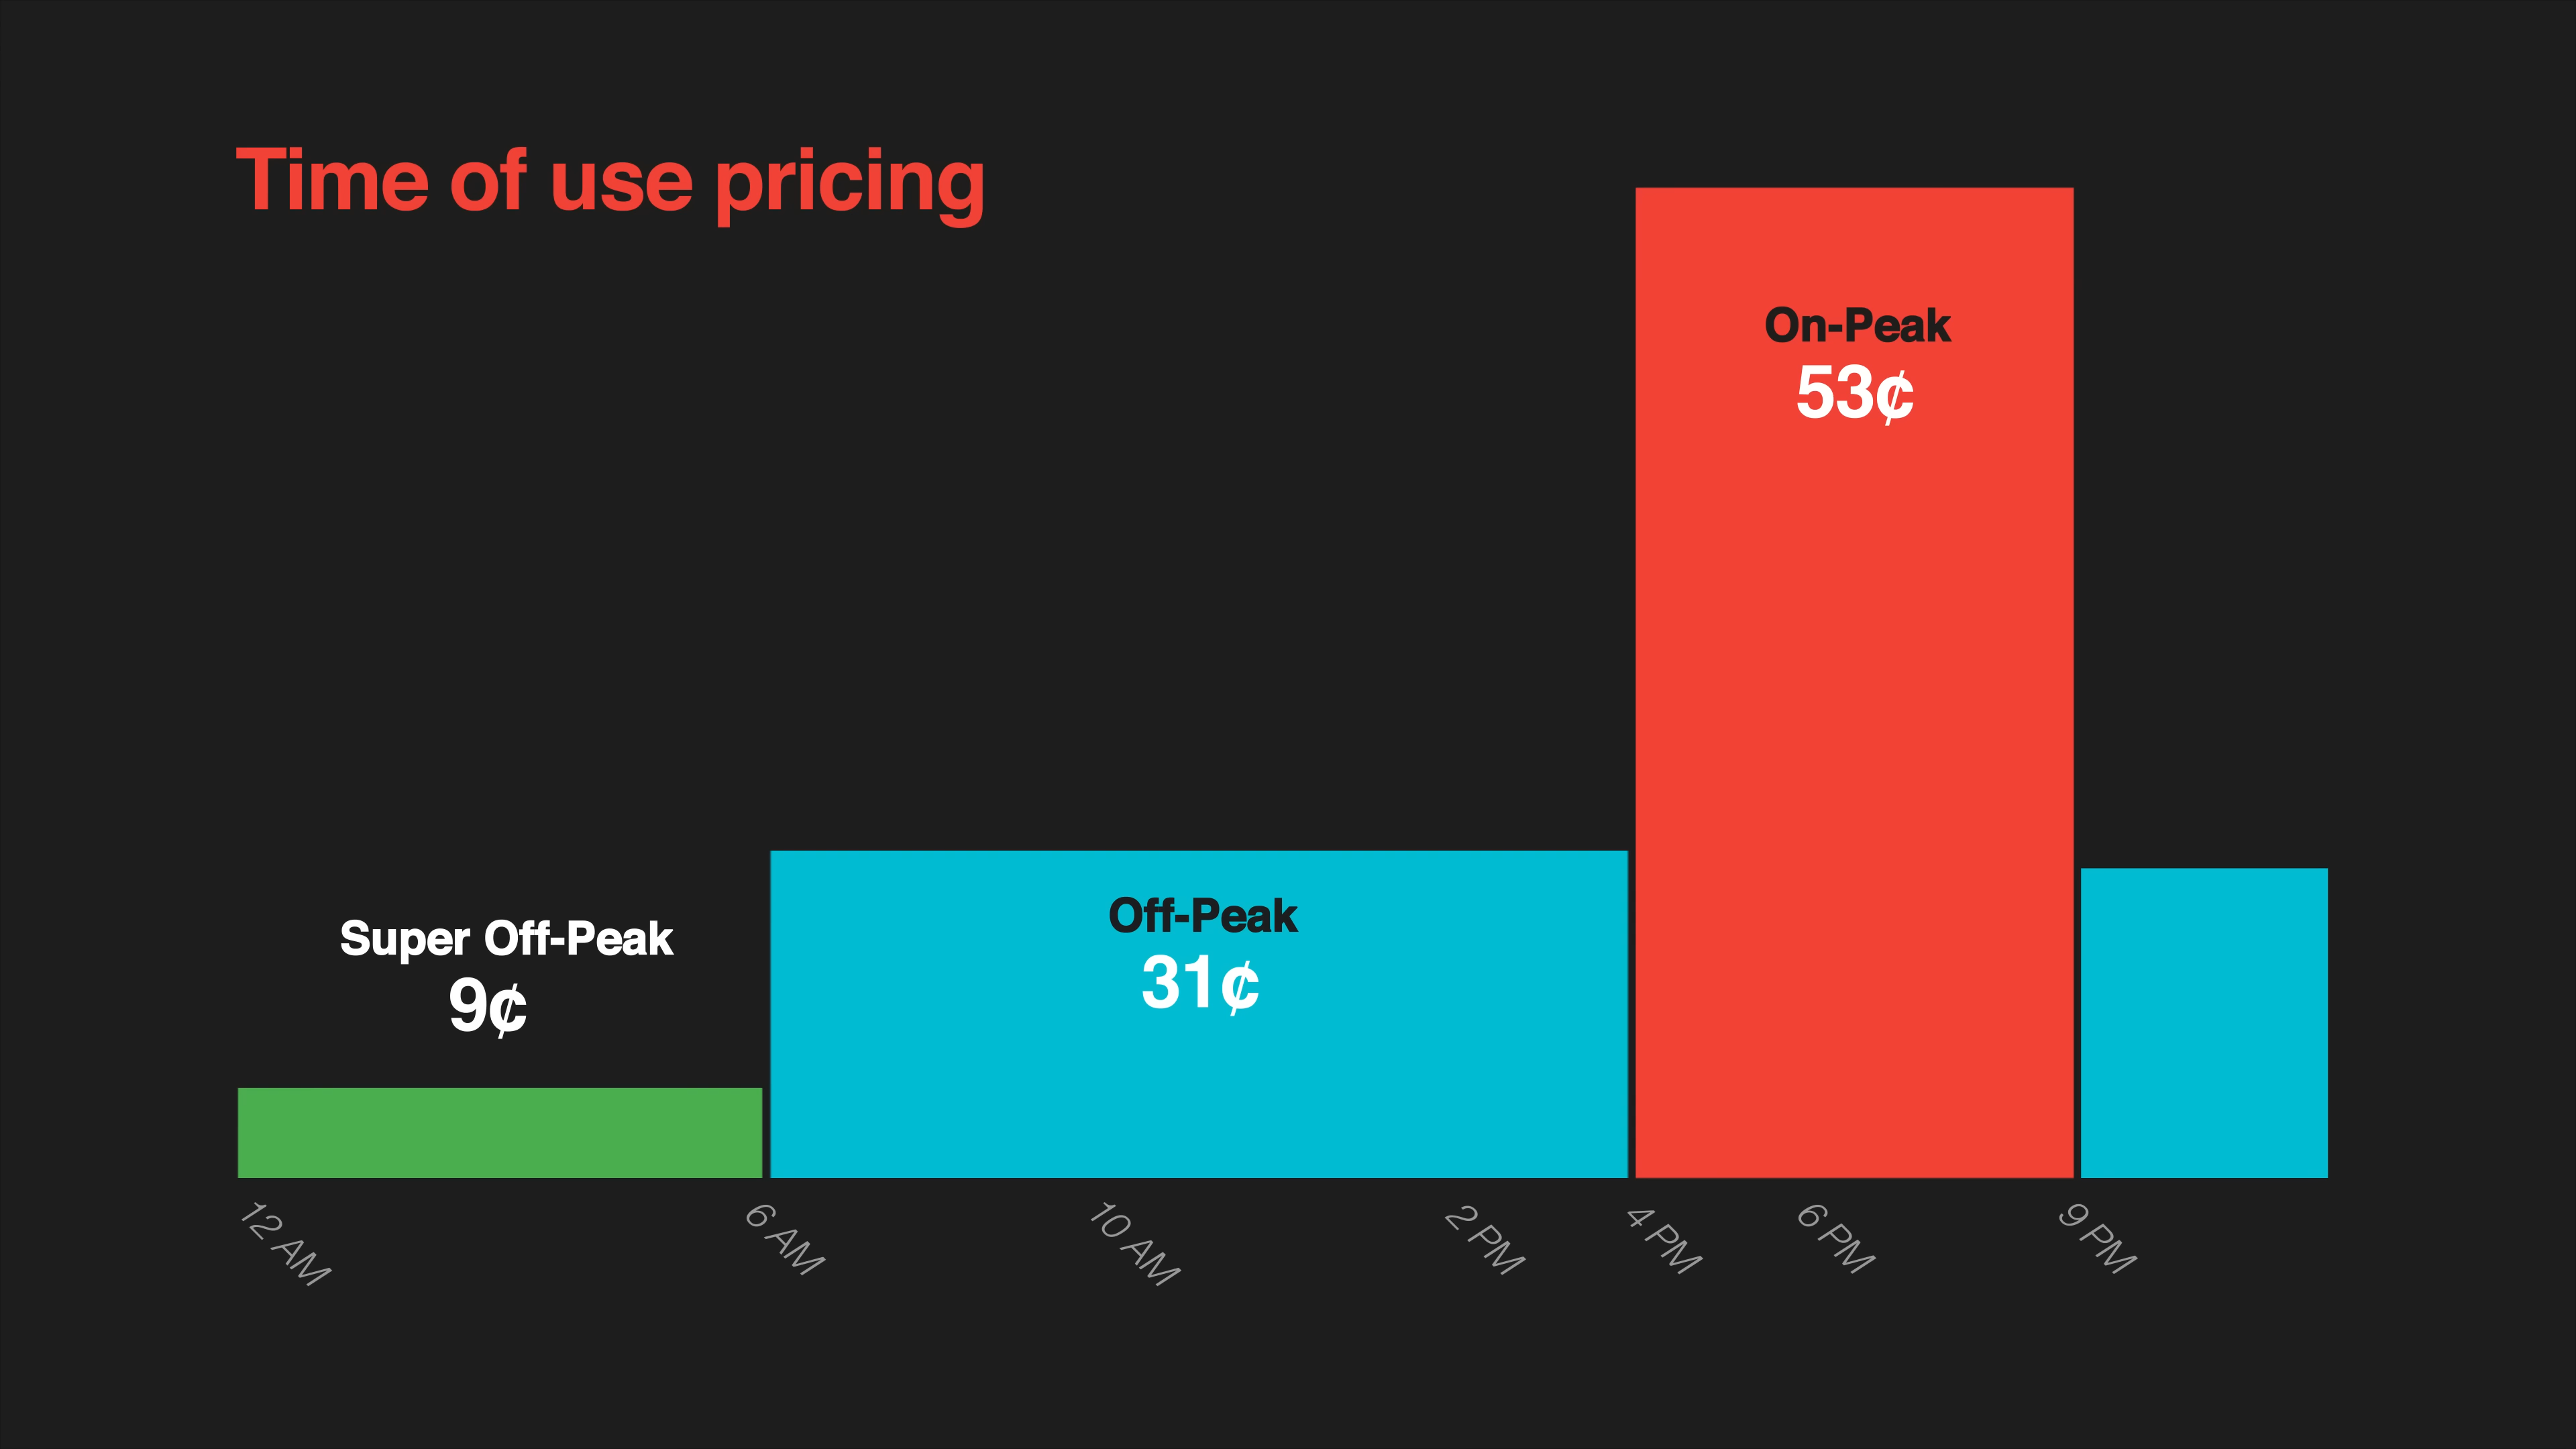 Time of use pricing
On-Peak
53¢
Off-Peak
31¢
Super Off-Peak
9¢
12 AM
6 AM
10 AM
2 PM
4 PM
6 PM
9 PM